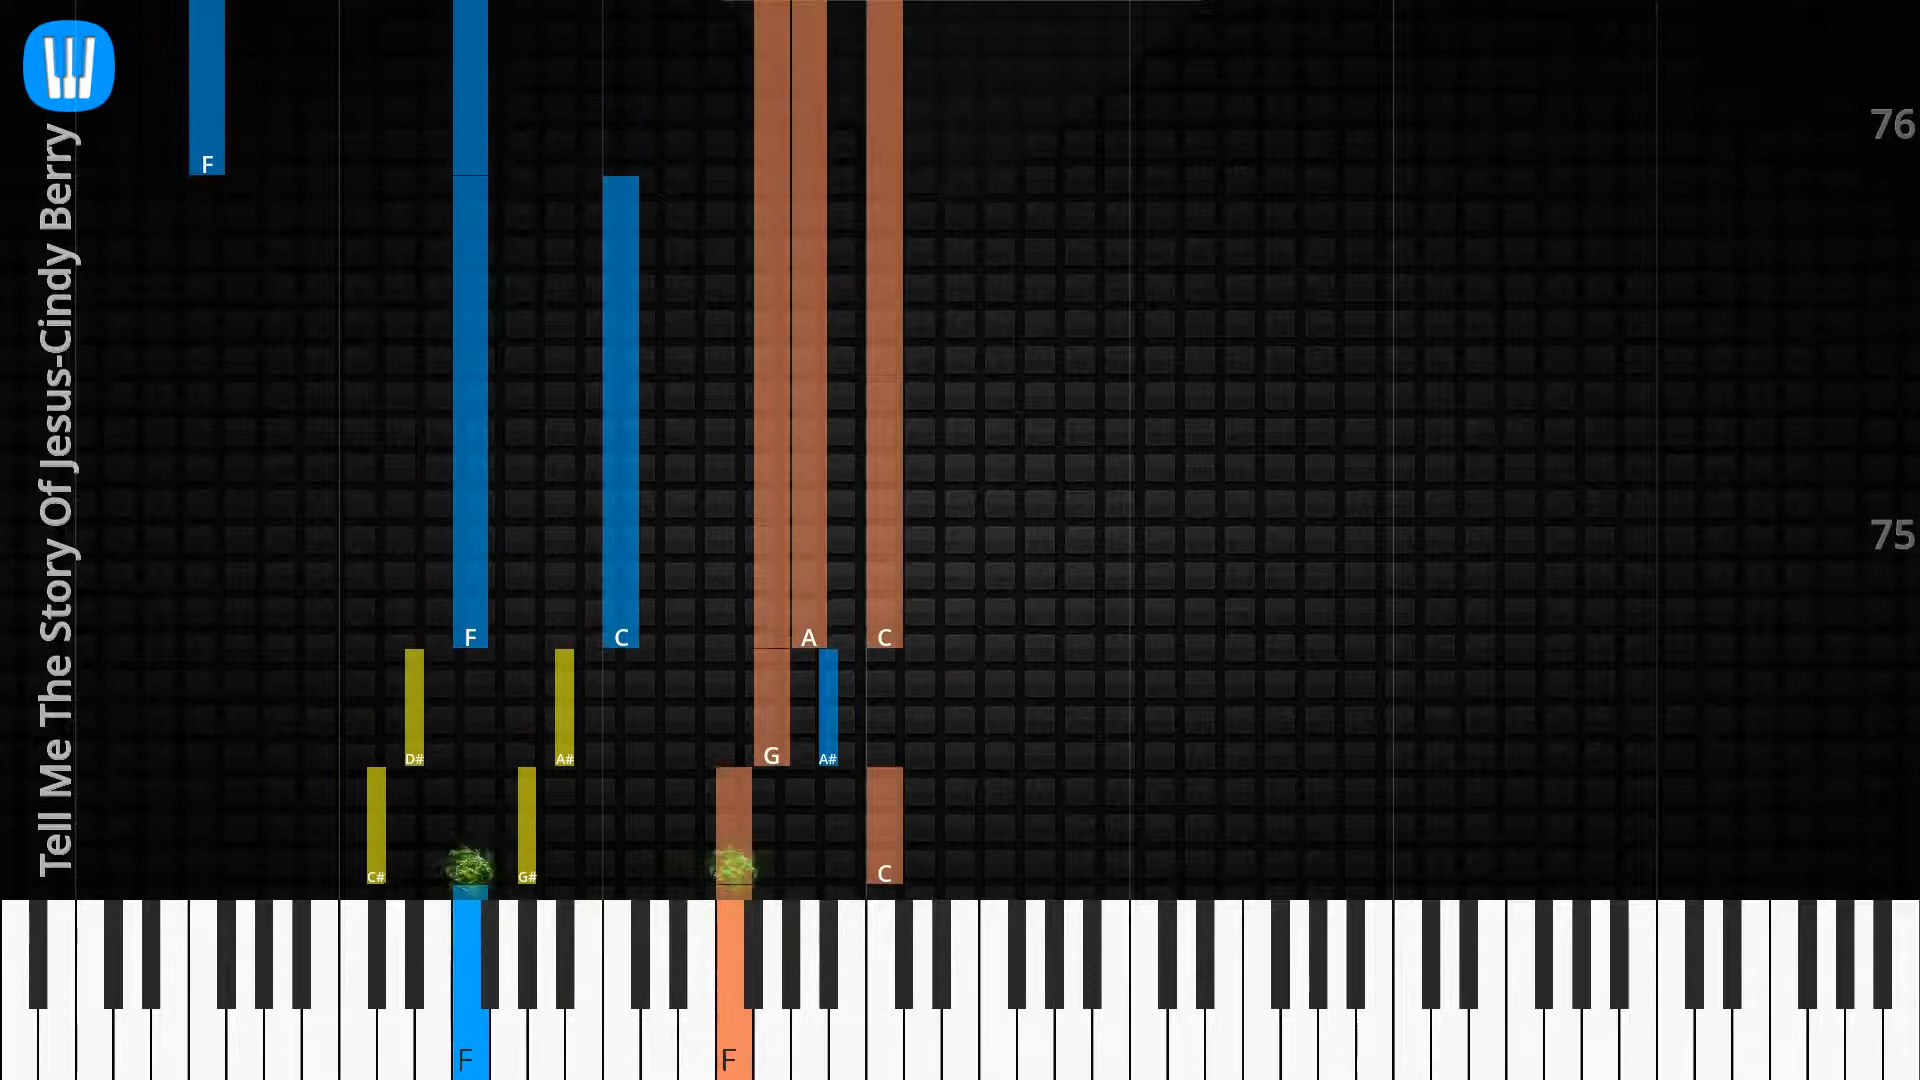 Tell Me The Story Of Jesus-Cindy Berry
76
F
75
F
C
A
C
D#
A#
G
A#
C#
G#
C
F
F